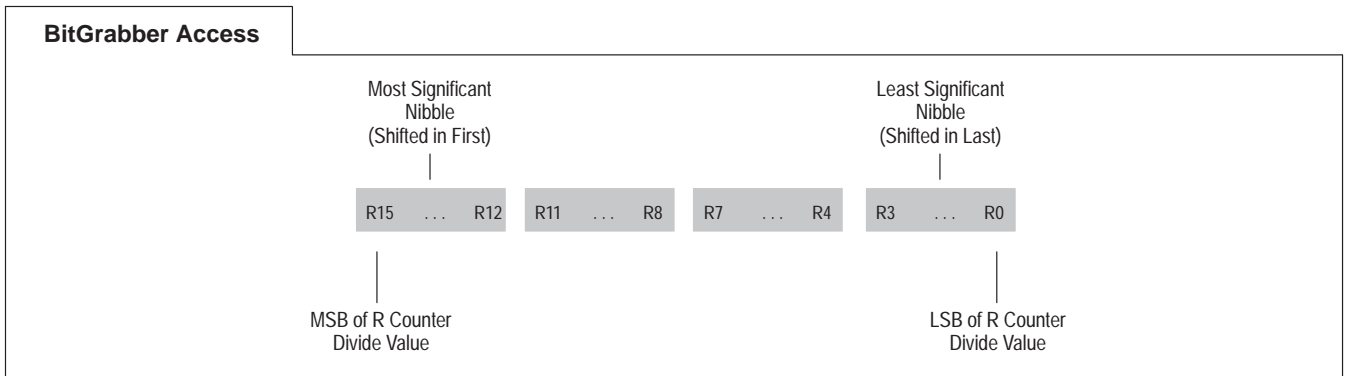 BitGrabber Access
Most Significant
Nibble
(Shifted in First)
Least Significant
Nibble
(Shifted in Last)
R15 ... R12 R11 ... R8 R7 ... R4 R3 ... R0
MSB of R Counter
Divide Value
LSB of R Counter
Divide Value